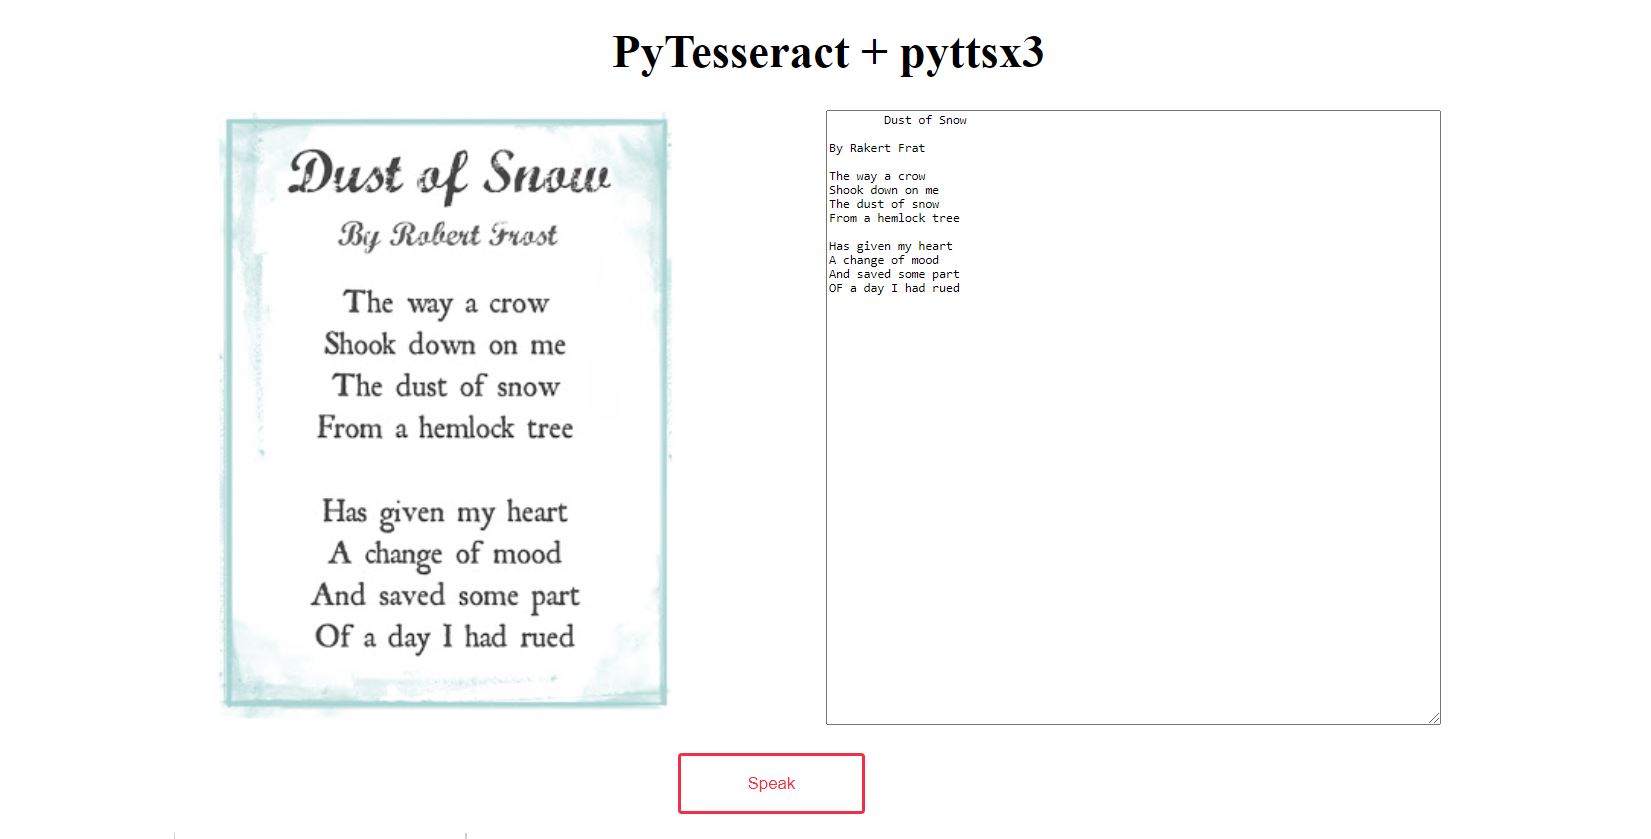 PyTesseract + pyttsx3
Dust of Snow
By Robert Frost
The way a crow
Shook down on me
The dust of snow
From a hemlock tree
Has given my heart
A change of mood
And saved some part
Of a day I had rued
Dust of Snow
By Rakert Frat
The way a crow
Shook down on me
The dust of snow
From a hemlock tree
Has given my heart
A change of mood
And saved some part
OF a day I had rued
Speak